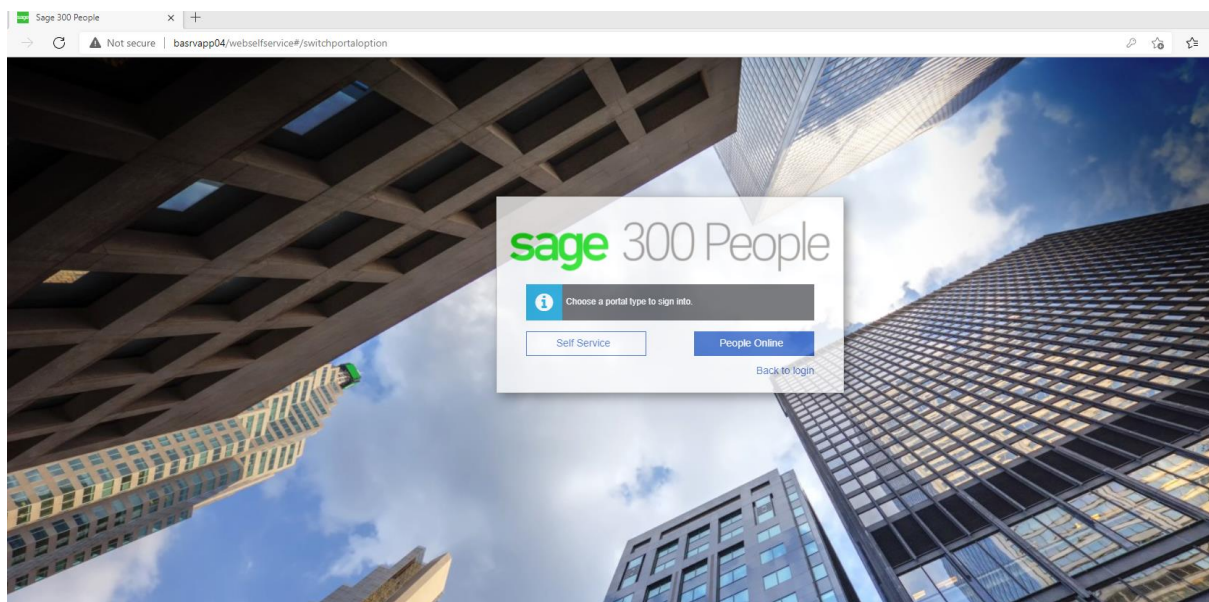 sage Sage 300 People
Not secure | basrvapp04/webselfservice#/switchportaloption
sage 300 People
Choose a portal type to sign into.
Self Service People Online
Back to login